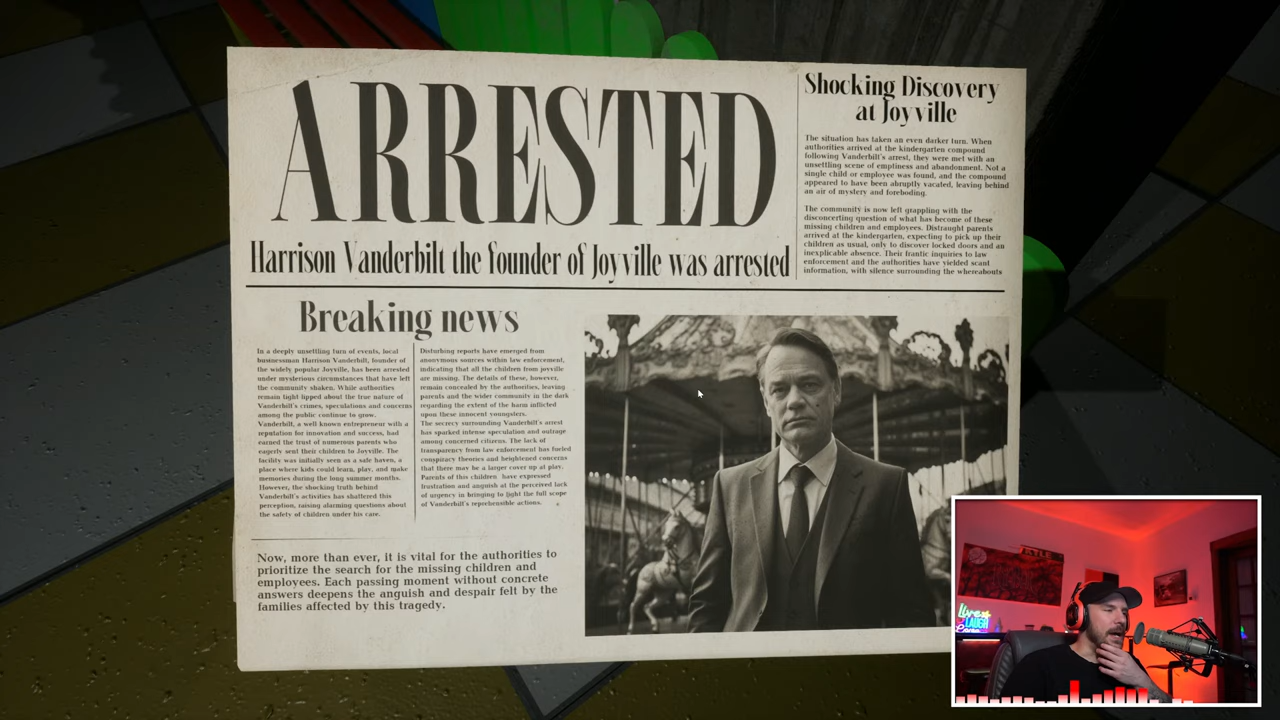 ARRESTED
Harrison Vanderbilt the founder of Joyville was arrested
Shocking Discovery
at Joyville
The situation has taken an even darker turn. When
authorities arrived at the kindergarten compound
following Vanderbilt's arrest, they were met with an
unsettling scene of emptiness and abandonment. Not a
single child or employee was found, and the compound
appeared to have been abruptly vacated, leaving behind
an air of mystery and foreboding.
The community is now left grappling with the
disconcerting question of what has become of these
missing children and employees. Distraught parents
arrived at the kindergarten, expecting to pick up their
children as usual, only to discover locked doors and an
inexplicable absence. Their frantic inquiries to law
enforcement and the authorities have yielded scant
information, with silence surrounding the whereabouts
Breaking news
In a deeply unsettling turn of events, local
businessman Harrison Vanderbill, founder of
the widely popular Joyville, has been arrested
under mysterious circumstances that have left
the community shaken. While authorities
remain tight lipped about the true nature of
Vanderbill's crimes, speculations and concerns
among the public continue to grow.
Vanderbill, a well known entrepreneur with a
reputation for innovation and success, had
earned the trust of numerous parents who
eagerly sent their children to Joyville. The
facility was initially seen as a safe haven, a
place where kids could learn, play, and make
memories during the long summer months.
However, the shocking truth behind
Vanderbill's activities has shattered this
perception, raising alarming questions about
the safety of children under his care.
Disturbing reports have emerged from
anonymous sources within law enforcement,
indicating that all the children from joyville
are missing. The details of these, however,
remain concealed by the authorities, leaving
parents and the wider community in the dark
regarding the extent of the harm inflicted
upon these innocent youngsters.
The secrecy surrounding Vanderbill's arrest
has sparked intense speculation and outrage
among concerned citizens. The lack of
transparency from law enforcement has fueled
conspiracy theories and heightened concerns
that there may be a larger cover up at play.
Parents of this children have expressed
frustration and anguish at the perceived lack
of urgency in bringing to light the full scope
of Vanderbill's reprehensible actions.
Now, more than ever, it is vital for the authorities to
prioritize the search for the missing children and
employees. Each passing moment without concrete
answers deepens the anguish and despair felt by the
families affected by this tragedy.
Live
LAUGH